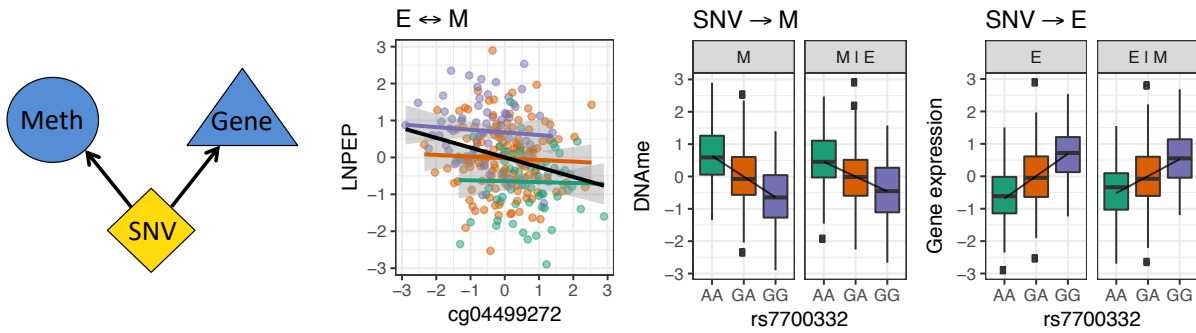 Meth
Gene
SNV
E ↔ M
LNPEP
3
2
1
0
−1
−2
−3
−3 −2 −1 0 1 2 3
cg04499272
SNV → M
M
M | E
DNAme
3
2
1
0
−1
−2
−3
AA GA GG
AA GA GG
rs7700332
SNV → E
E
E | M
Gene expression
3
2
1
0
−1
−2
−3
AA GA GG
AA GA GG
rs7700332